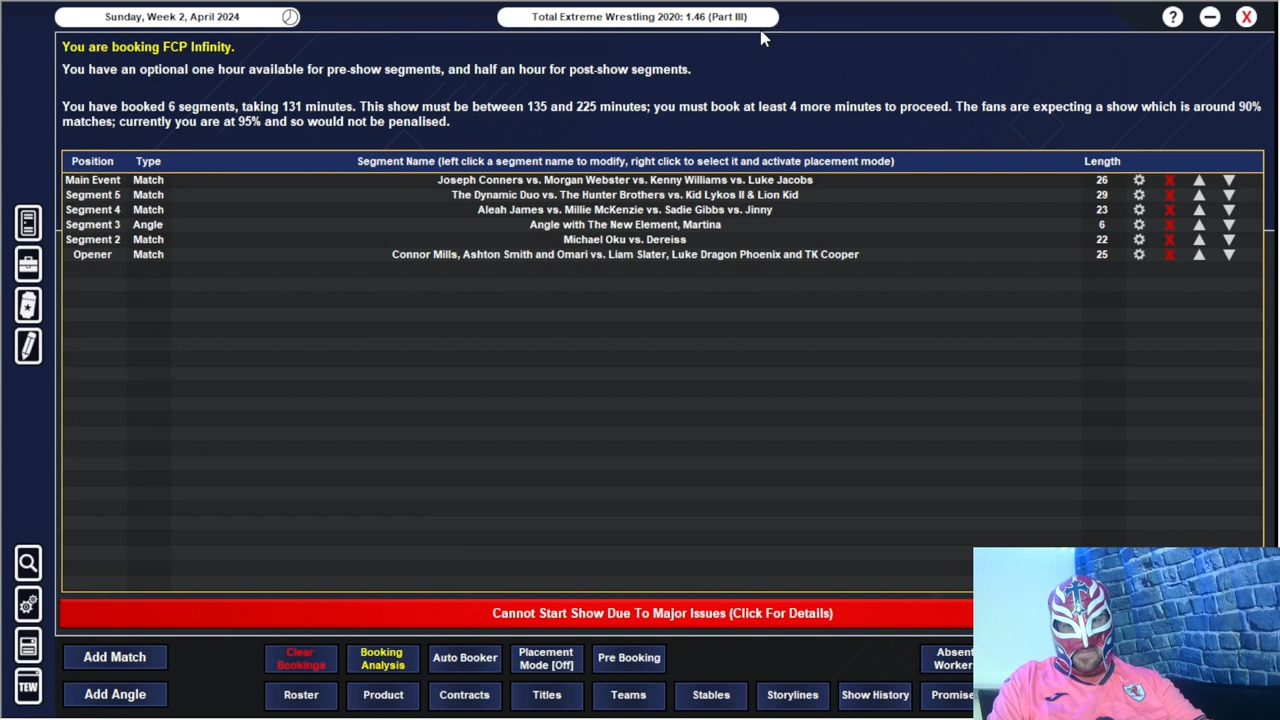 Sunday, Week 2, April 2024
Total Extreme Wrestling 2020: 1.46 (Part III)
? X
You are booking FCP Infinity.
You have an optional one hour available for pre-show segments, and half an hour for post-show segments.
You have booked 6 segments, taking 131 minutes. This show must be between 135 and 225 minutes; you must book at least 4 more minutes to proceed. The fans are expecting a show which is around 90%
matches; currently you are at 95% and so would not be penalised.
Position Type Segment Name (left click a segment name to modify, right click to select it and activate placement mode) Length
Main Event Match Joseph Conners vs. Morgan Webster vs. Kenny Williams vs. Luke Jacobs 26 X
Segment 5 Match The Dynamic Duo vs. The Hunter Brothers vs. Kid Lykos II & Lion Kid 29 X
Segment 4 Match Aleah James vs. Millie McKenzie vs. Sadie Gibbs vs. Jinny 23 X
Segment 3 Angle Angle with The New Element, Martina 6 X
Segment 2 Match Michael Oku vs. Dereiss 22 X
Opener Match Connor Mills, Ashton Smith and Omari vs. Liam Slater, Luke Dragon Phoenix and TK Cooper 25 X
Cannot Start Show Due To Major Issues (Click For Details)
Add Match
Clear
Bookings
Booking
Analysis
Auto Booker
Placement
Mode [Off]
Pre Booking
Absent
Worker
Add Angle
Roster
Product
Contracts
Titles
Teams
Stables
Storylines
Show History
Promise
TEW